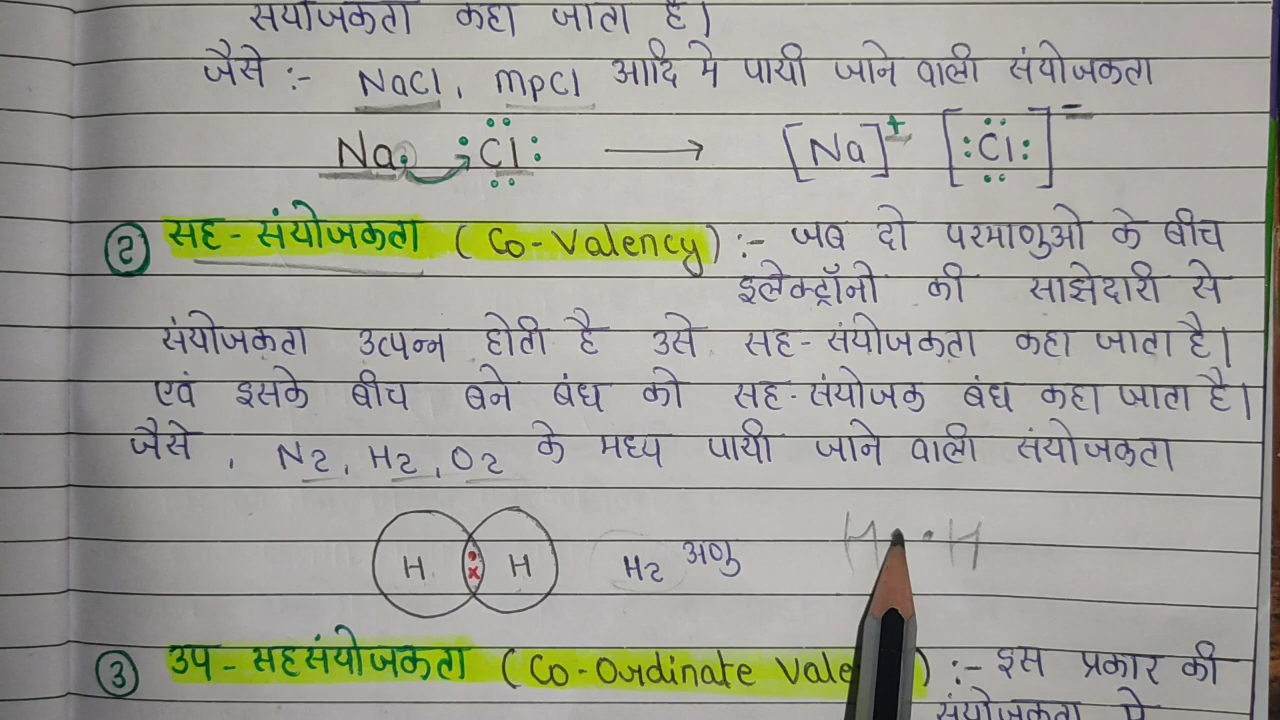 संयोजकता कहा जाता है।
जैसे :- NaCl, MpCl आदि मे पायी जाने वाली संयोजकता
Na Cl → [Na]+ [Cl]-
② सह-संयोजकता (Co-Valency) :- जब दो परमाणुओ के बीच
इलेक्ट्रॉनो की साझेदारी से
संयोजकता उत्पन्न होती है उसे सह-संयोजकता कहा जाता है।
एवं इसके बीच बने बंध को सह-संयोजक बंध कहा जाता है।
जैसे, N2, H2, O2 के मध्य पायी जाने वाली संयोजकता
H H H2 अणु H H
③ उप-सहसंयोजकता (Co-Ordinate Vale ) :- इस प्रकार की
संयोजकता मे